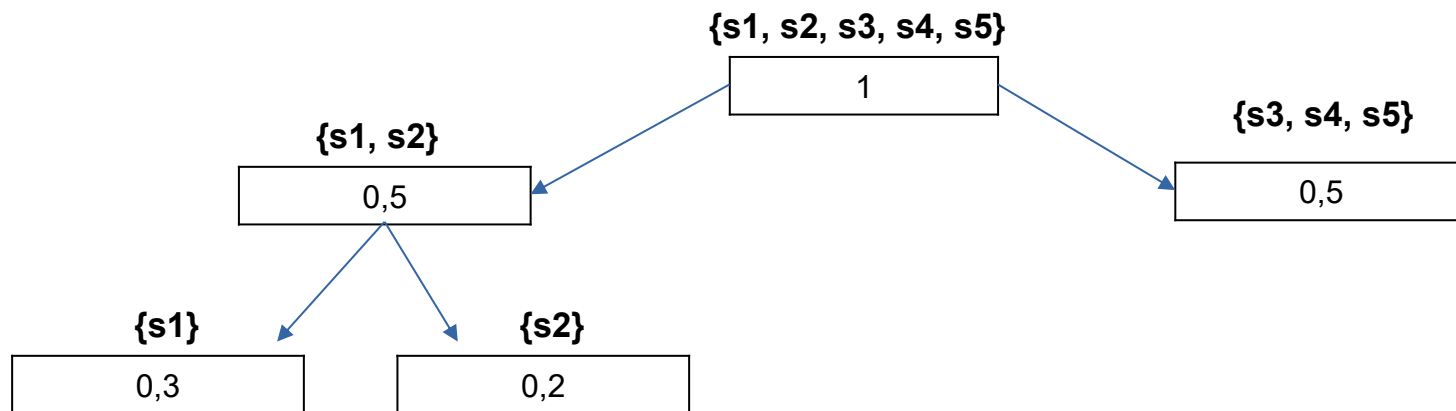 {s1, s2, s3, s4, s5}
1
{s1, s2}
0,5
{s3, s4, s5}
0,5
{s1}
0,3
{s2}
0,2